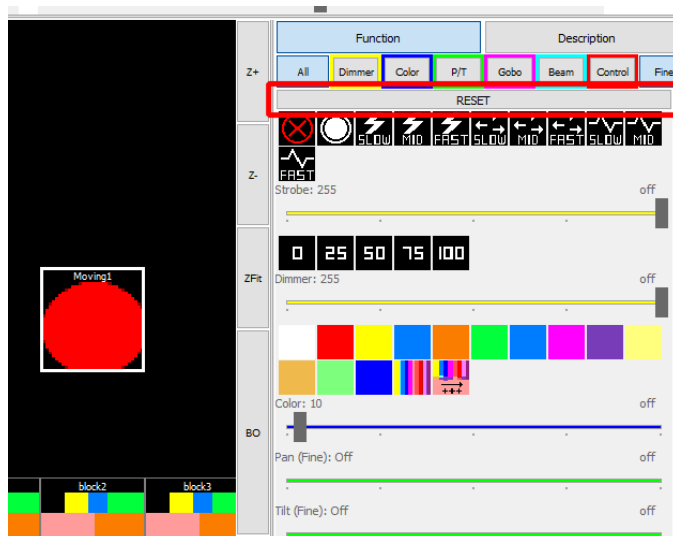 Function Description
Z+ All Dimmer Color P/T Gobo Beam Control Fine
RESET
SLOW MID FAST SLOW MID FAST SLOW MID
Z- FAST
Strobe: 255 off
0 25 50 75 100
Moving1 ZFit Dimmer: 255 off
Color: 10 off
BO
Pan (Fine): Off off
block2 block3
Tilt (Fine): Off off